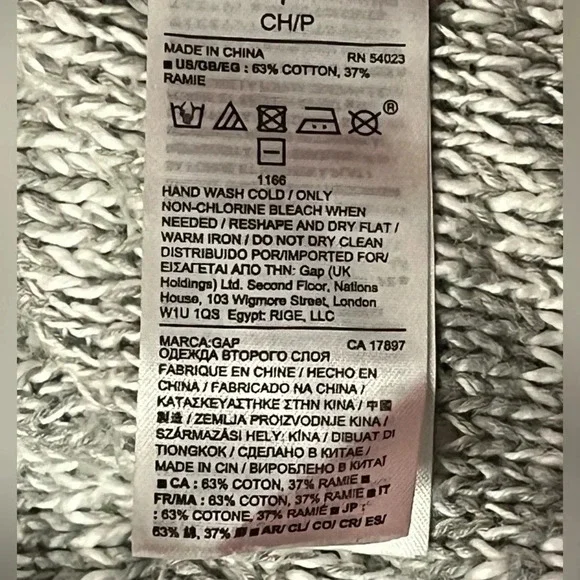 CH/P
MADE IN CHINA RN 54023
■ US/GB/EG : 63% COTTON, 37%
RAMIE
®
1166
HAND WASH COLD / ONLY
NON-CHLORINE BLEACH WHEN
NEEDED / RESHAPE AND DRY FLAT /
WARM IRON / DO NOT DRY CLEAN
DISTRIBUIDO POR/IMPORTED FOR/
ΕΙΣΑΓΕΤΑΙ ΑΠΟ ΤΗΝ: Gap (UK
Holdings) Ltd. Second Floor, Nations
House, 103 Wigmore Street, London
W1U 1QS Egypt: RIGE, LLC
MARCA:GAP CA 17897
ОДЕЖДА ВТОРОГО СЛОЯ
FABRIQUE EN CHINE / HECHO EN
CHINA / FABRICADO NA CHINA /
ΚΑΤΑΣΚΕΥΑΣΤΗΚΕ ΣΤΗΝ ΚΙΝΑ / 中國
製造 / ZEMLJA PROIZVODNJE KINA /
SZÁRMAZÁSI HELY: KÍNA / DIBUAT DI
TIONGKOK / СДЕЛАНО В КИТАЕ /
MADE IN CIN / ВИРОБЛЕНО В КИТАЇ
■ CA : 63% COTON, 37% RAMIE ■
FR/MA : 63% COTON, 37% RAMIE ■ IT
: 63% COTONE, 37% RAMIÉ ■ JP :
63% 綿, 37% ■ AR/ CL/ CO/ CR/ ES/